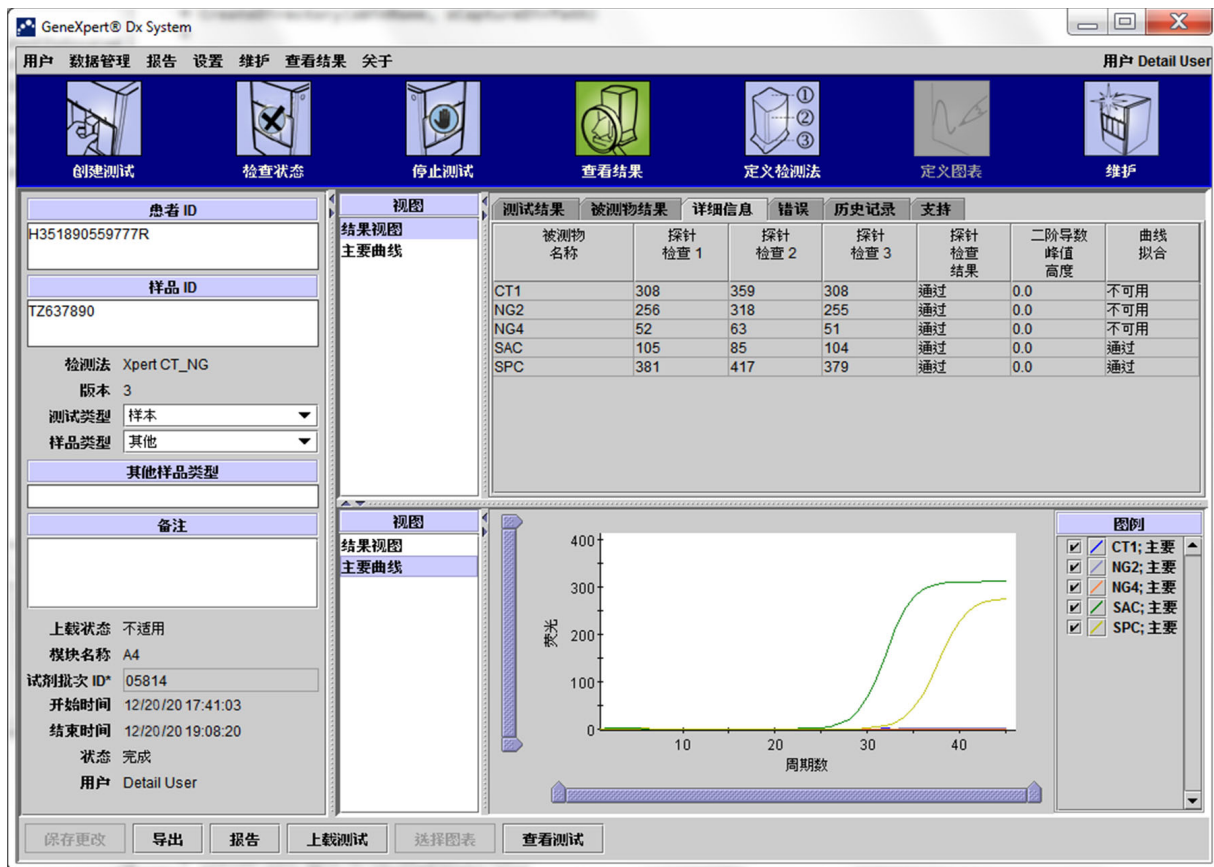 GeneXpert® Dx System
用户 数据管理 报告 设置 维护 查看结果 关于
用户 Detail User
创建测试
检查状态
停止测试
查看结果
①
②
③
定义检测法
定义图表
维护
患者 ID
H351890559777R
样品 ID
TZ637890
检测法 Xpert CT_NG
版本 3
测试类型 样本
样品类型 其他
其他样品类型
备注
上载状态 不适用
模块名称 A4
试剂批次 ID* 05814
开始时间 12/20/20 17:41:03
结束时间 12/20/20 19:08:20
状态 完成
用户 Detail User
视图
结果视图
主要曲线
测试结果 被测物结果 详细信息 错误 历史记录 支持
被测物 探针 探针 探针 探针 二阶导数 曲线
名称 检查 1 检查 2 检查 3 检查 峰值 拟合
结果 高度
CT1 308 359 308 通过 0.0 不可用
NG2 256 318 255 通过 0.0 不可用
NG4 52 63 51 通过 0.0 不可用
SAC 105 85 104 通过 0.0 通过
SPC 381 417 379 通过 0.0 通过
视图
结果视图
主要曲线
400
300
200
100
0
荧光
10 20 30 40
周期数
图例
CT1; 主要
NG2; 主要
NG4; 主要
SAC; 主要
SPC; 主要
保存更改 导出 报告 上载测试 选择图表 查看测试